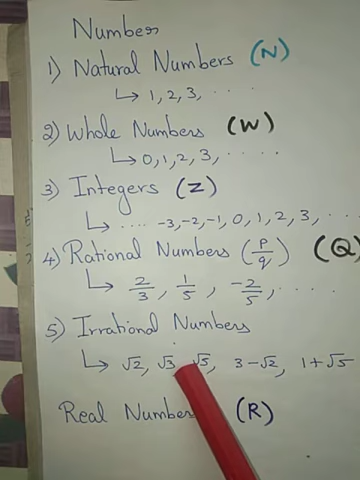 Numbers
1) Natural Numbers (N)
↳ 1, 2, 3, . . . .
2) Whole Numbers (W)
↳ 0, 1, 2, 3, . . . . .
3) Integers (Z)
↳ .... -3, -2, -1, 0, 1, 2, 3, . . .
4) Rational Numbers (p/q) (Q)
↳ 2/3, 1/5, -2/5, . . . . .
5) Irrational Numbers
↳ √2, √3, √5, 3-√2, 1+√5
Real Number (R)